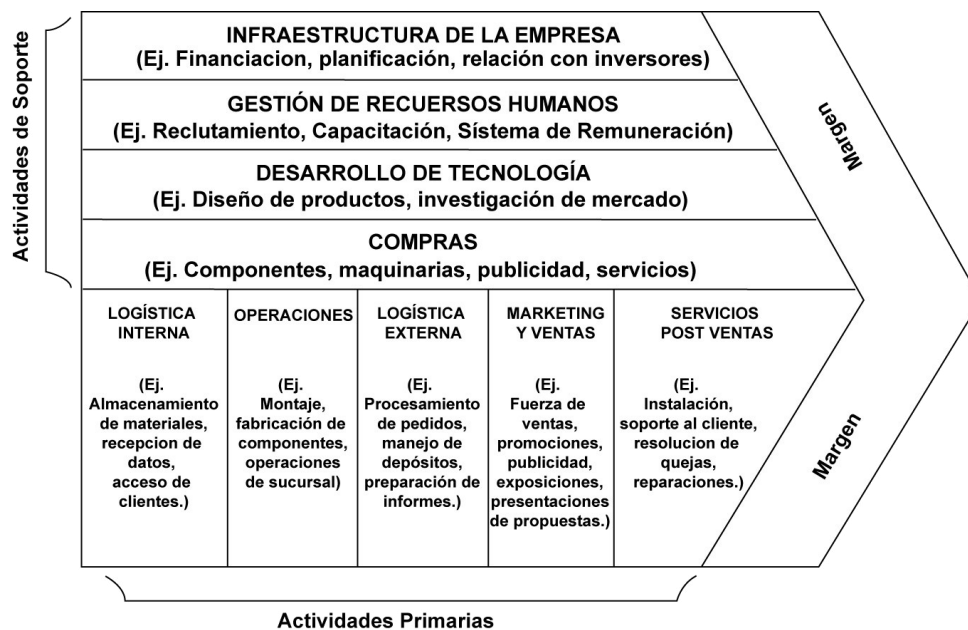 Actividades de Soporte
INFRAESTRUCTURA DE LA EMPRESA
(Ej. Financiacion, planificación, relación con inversores)
GESTIÓN DE RECUERSOS HUMANOS
(Ej. Reclutamiento, Capacitación, Sístema de Remuneración)
DESARROLLO DE TECNOLOGÍA
(Ej. Diseño de productos, investigación de mercado)
COMPRAS
(Ej. Componentes, maquinarias, publicidad, servicios)
Margen
LOGÍSTICA
INTERNA
(Ej.
Almacenamiento
de materiales,
recepcion de
datos,
acceso de
clientes.)
OPERACIONES
(Ej.
Montaje,
fabricación de
componentes,
operaciones
de sucursal)
LOGÍSTICA
EXTERNA
(Ej.
Procesamiento
de pedidos,
manejo de
depósitos,
preparación de
informes.)
MARKETING
Y VENTAS
(Ej.
Fuerza de
ventas,
promociones,
publicidad,
exposiciones,
presentaciones
de propuestas.)
SERVICIOS
POST VENTAS
(Ej.
Instalación,
soporte al cliente,
resolucion de
quejas,
reparaciones.)
Margen
Actividades Primarias